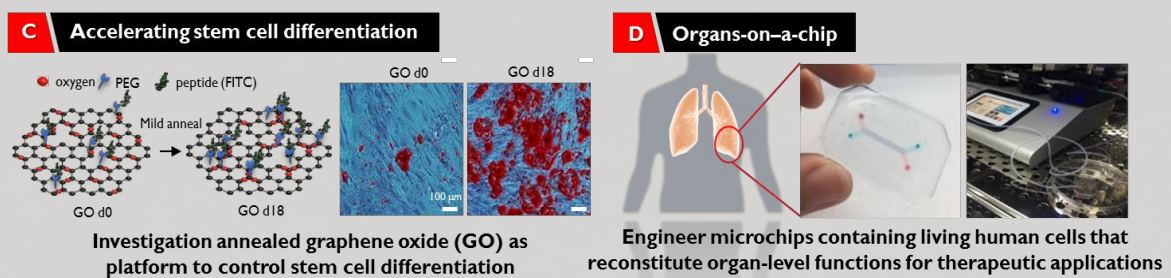 C Accelerating stem cell differentiation
oxygen PEG peptide (FITC)
Mild anneal
GO d0
GO d18
GO d0
GO d18
100 μm
Investigation annealed graphene oxide (GO) as
platform to control stem cell differentiation
D Organs-on–a-chip
Engineer microchips containing living human cells that
reconstitute organ-level functions for therapeutic applications